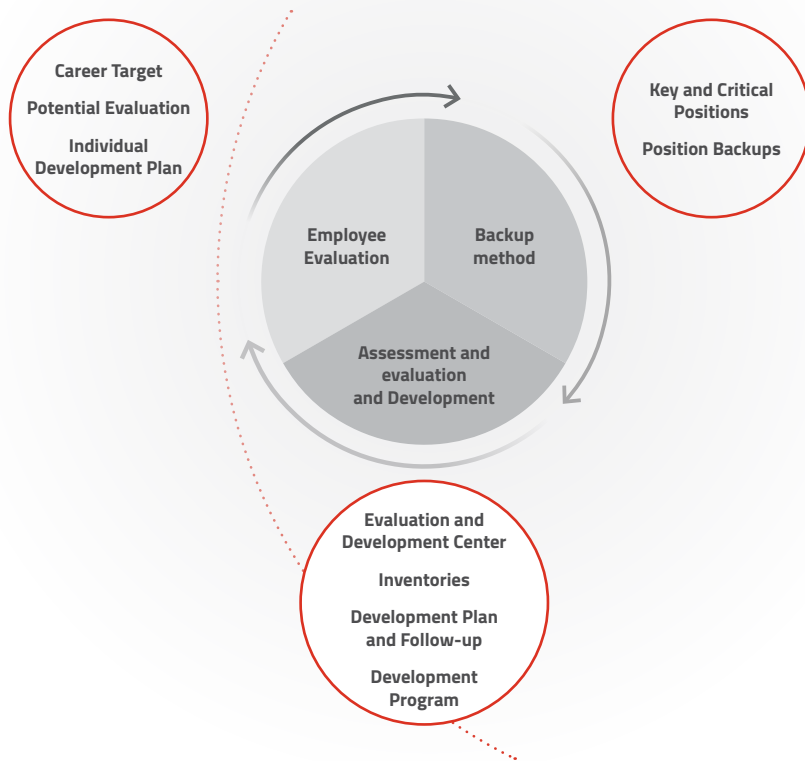 Career Target
Potential Evaluation
Individual
Development Plan
Key and Critical
Positions
Position Backups
Employee
Evaluation
Backup
method
Assessment and
evaluation
and Development
Evaluation and
Development Center
Inventories
Development Plan
and Follow-up
Development
Program